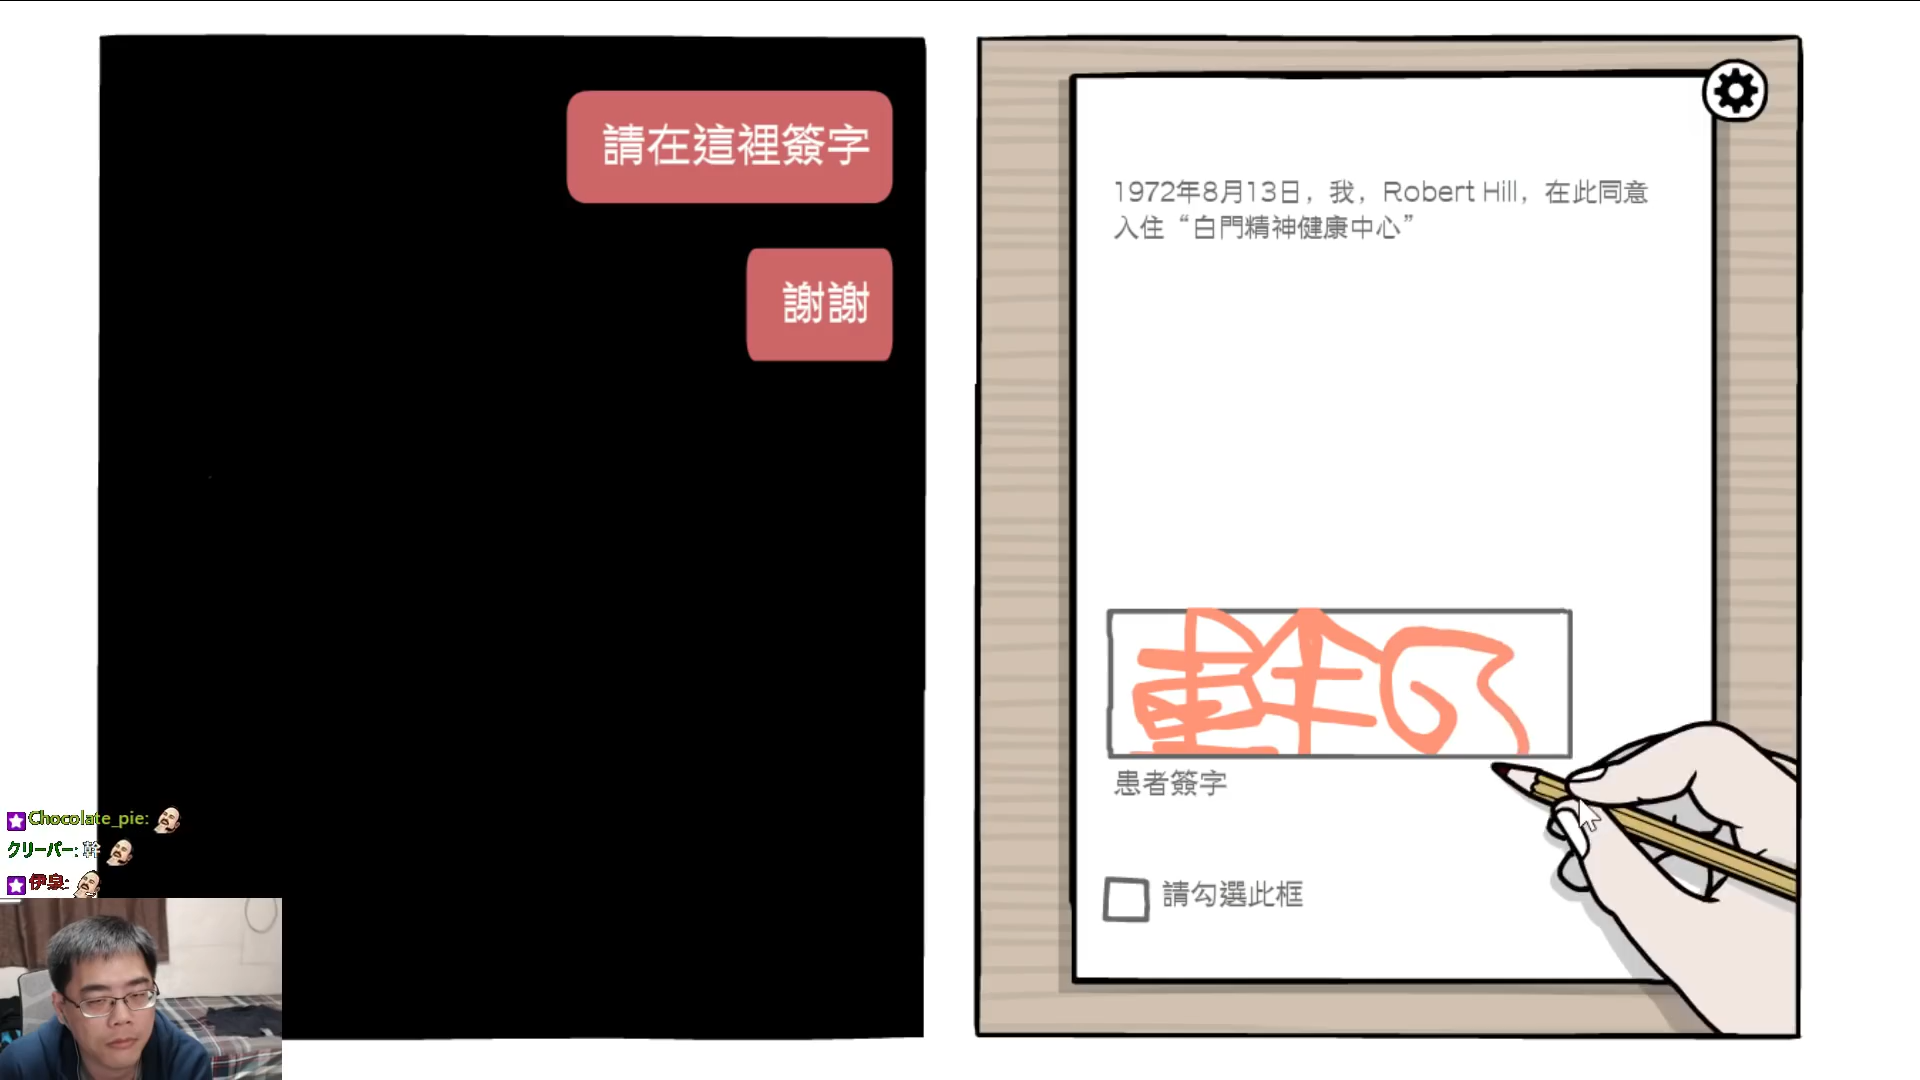 請在這裡簽字
謝謝
1972年8月13日，我，Robert Hill，在此同意
入住“白門精神健康中心”
患者簽字
請勾選此框
Chocolate_pie:
クリーパー: 幹
伊泉: